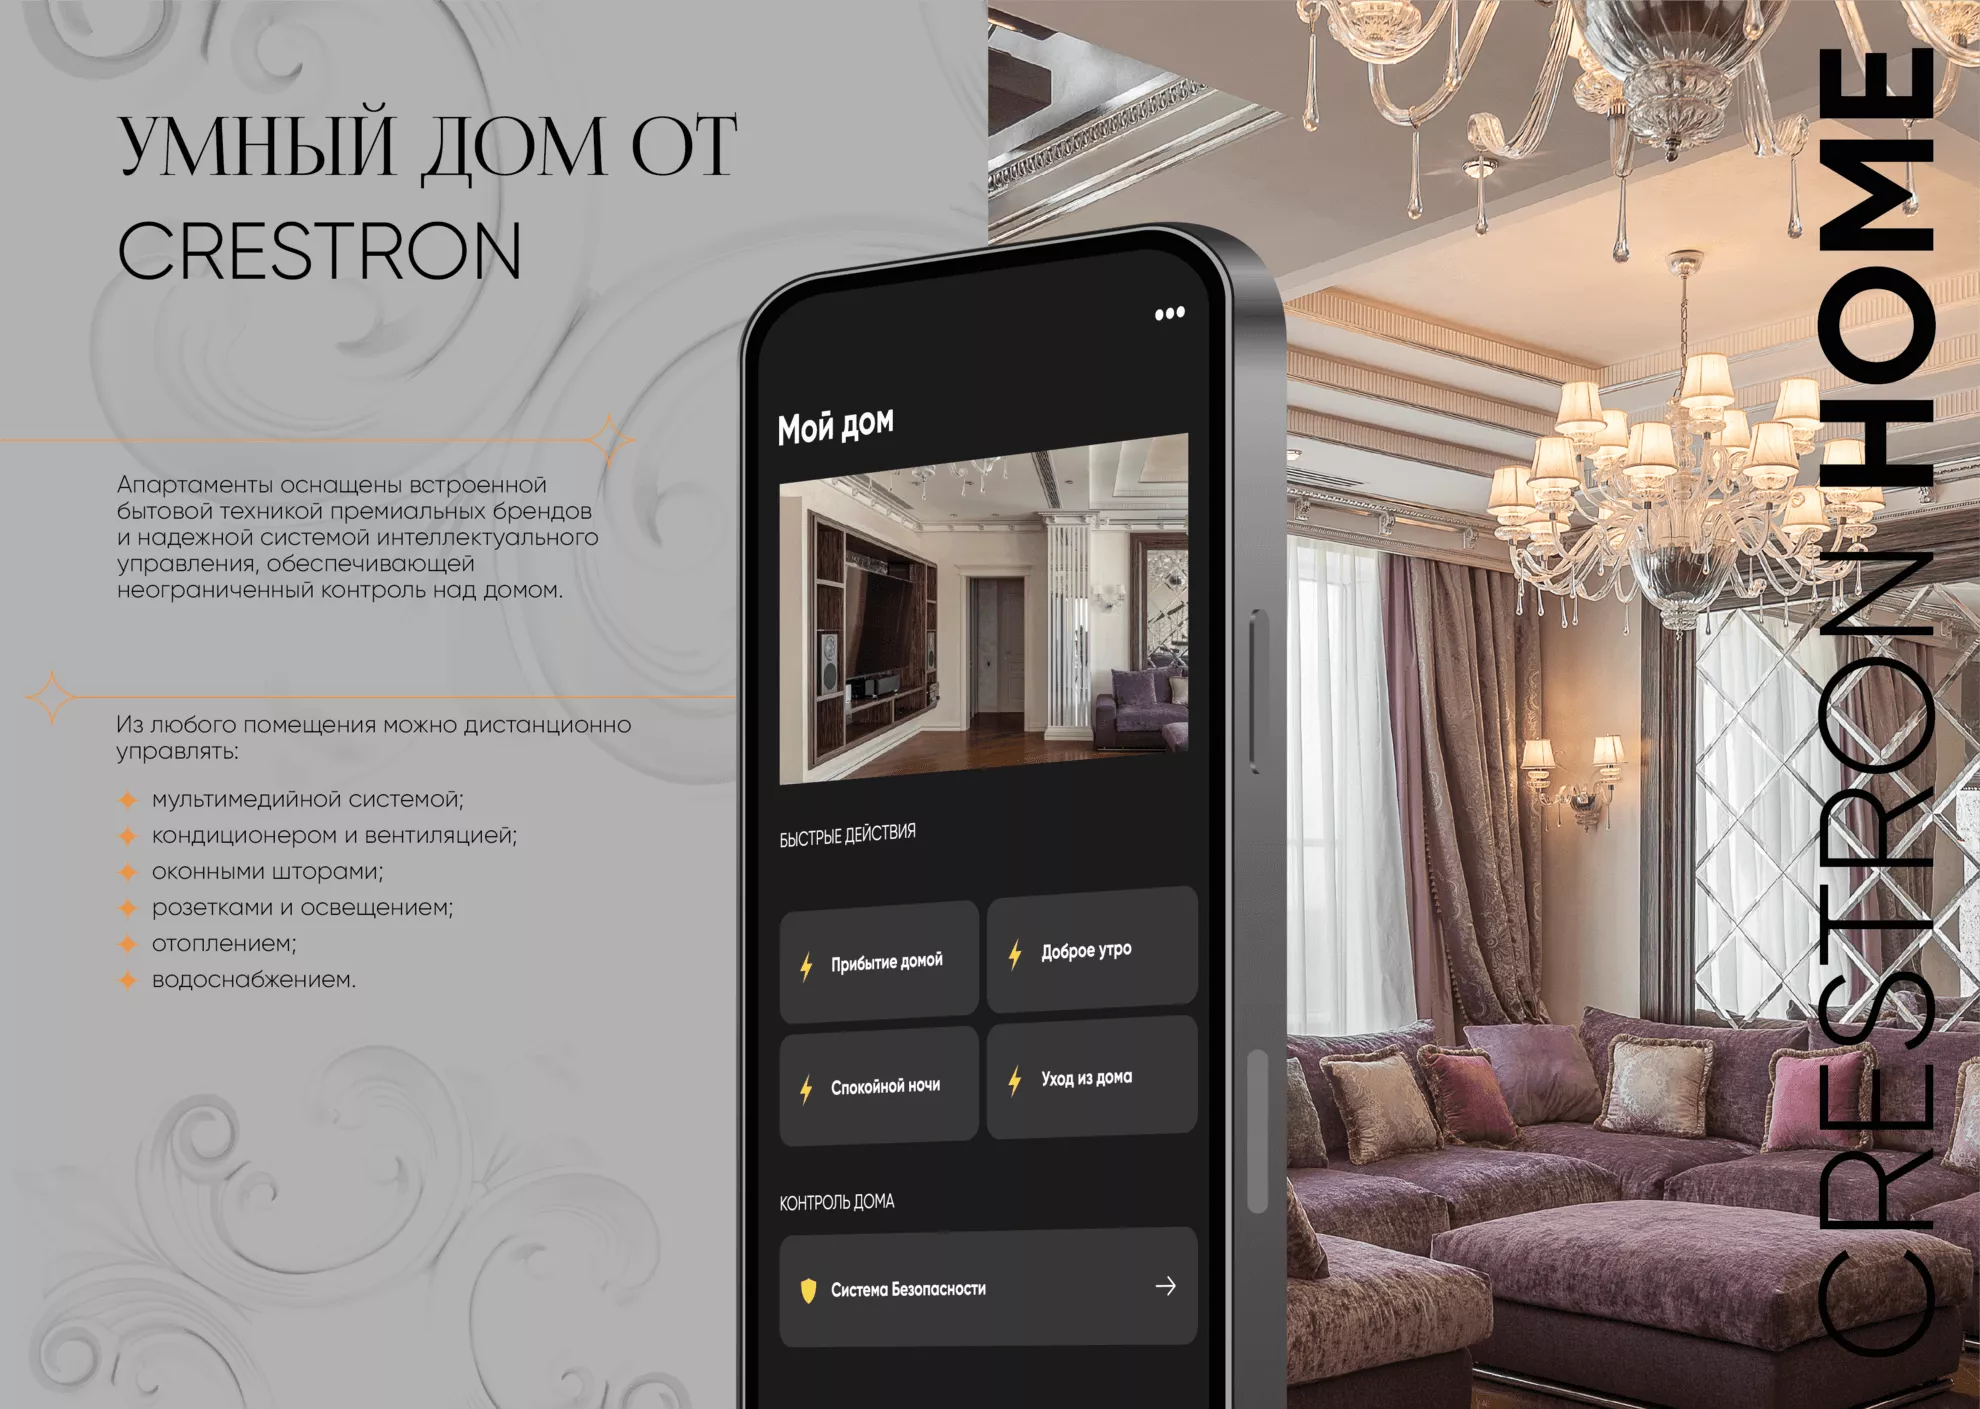 УМНЫЙ ДОМ ОТ
CRESTRON
Апартаменты оснащены встроенной
бытовой техникой премиальных брендов
и надежной системой интеллектуального
управления, обеспечивающей
неограниченный контроль над домом.
Из любого помещения можно дистанционно
управлять:
мультимедийной системой;
кондиционером и вентиляцией;
оконными шторами;
розетками и освещением;
отоплением;
водоснабжением.
Мой дом
БЫСТРЫЕ ДЕЙСТВИЯ
Прибытие домой
Доброе утро
Спокойной ночи
Уход из дома
КОНТРОЛЬ ДОМА
Система Безопасности
CRESTRON HOME